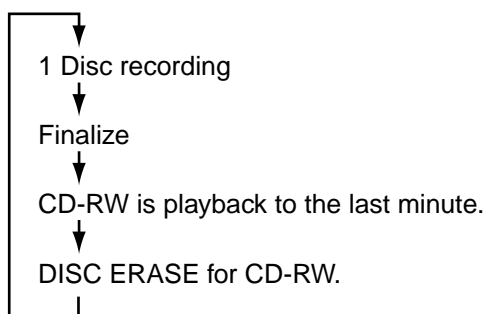 1 Disc recording
Finalize
CD-RW is playback to the last minute.
DISC ERASE for CD-RW.